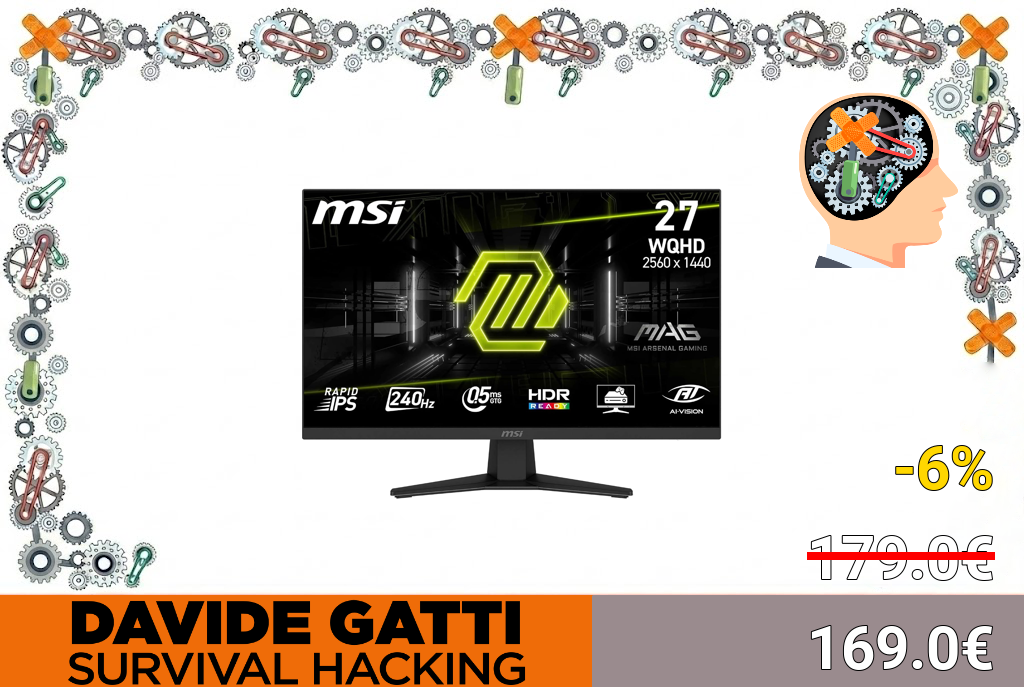 msi
27
WQHD
2560 x 1440
MAG
MSI ARSENAL GAMING
RAPID
IPS
240Hz
0.5ms
GTG
HDR
READY
AI
AI-VISION
msi
-6%
179.0€
169.0€
DAVIDE GATTI
SURVIVAL HACKING